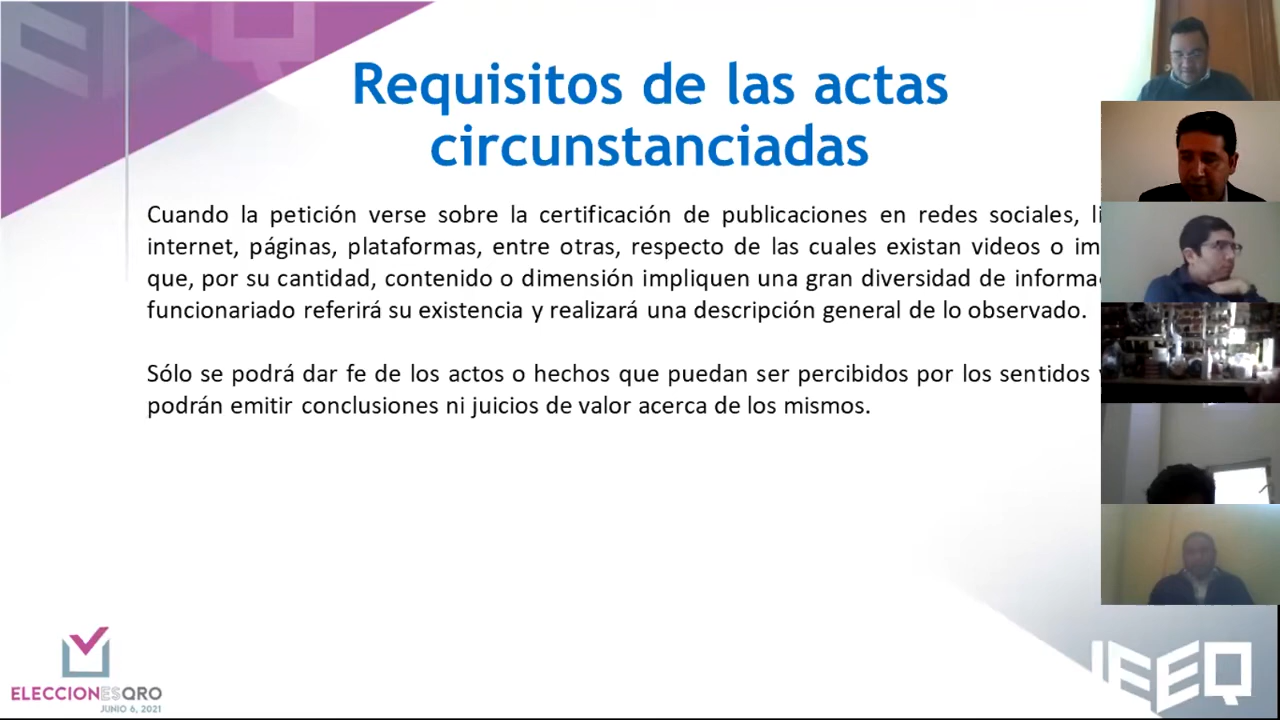 Requisitos de las actas
circunstanciadas
Cuando la petición verse sobre la certificación de publicaciones en redes sociales,
internet, páginas, plataformas, entre otras, respecto de las cuales existan videos o
que, por su cantidad, contenido o dimensión impliquen una gran diversidad de
funcionariado referirá su existencia y realizará una descripción general de lo observado.
Sólo se podrá dar fe de los actos o hechos que puedan ser percibidos por los sentidos
podrán emitir conclusiones ni juicios de valor acerca de los mismos.
ELECCIONESQRO
JUNIO 6, 2021
IEEQ